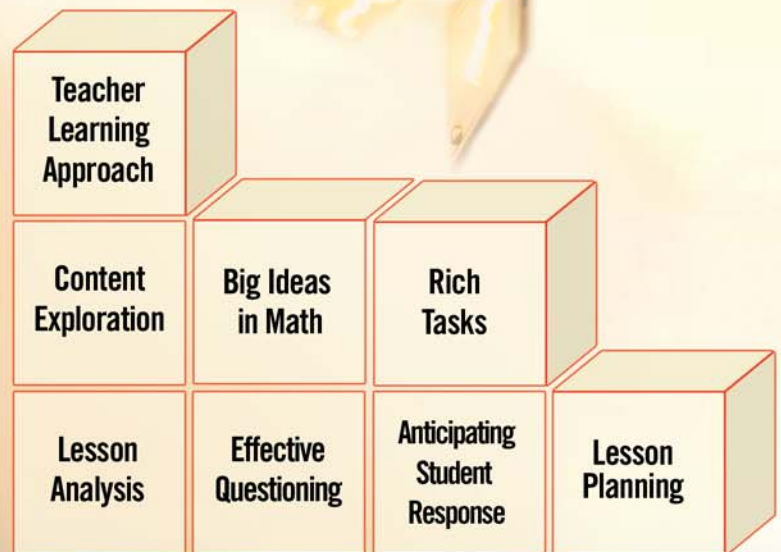 Teacher
Learning
Approach
Content
Exploration
Big Ideas
in Math
Rich
Tasks
Lesson
Analysis
Effective
Questioning
Anticipating
Student
Response
Lesson
Planning